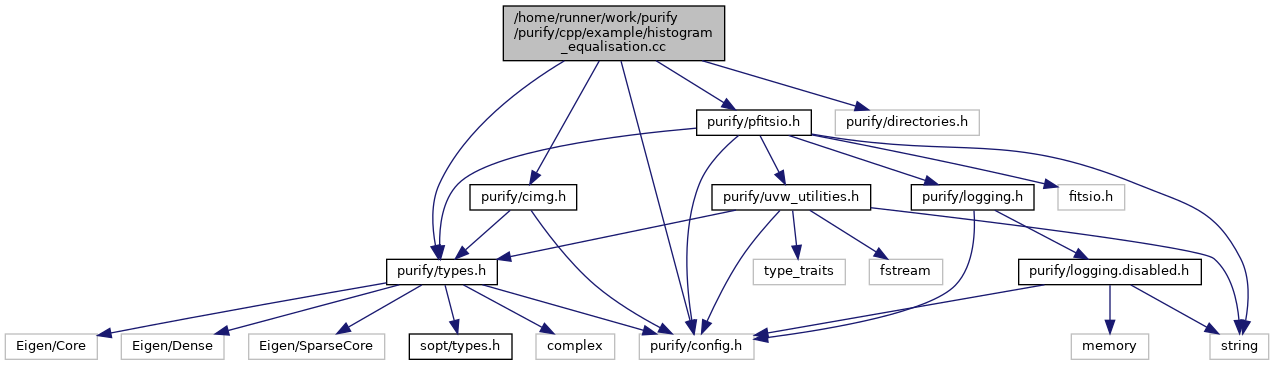 /home/runner/work/purify
/purify/cpp/example/histogram
_equalisation.cc
purify/pfitsio.h
purify/directories.h
purify/cimg.h
purify/uvw_utilities.h
purify/logging.h
fitsio.h
purify/types.h
type_traits
fstream
purify/logging.disabled.h
Eigen/Core
Eigen/Dense
Eigen/SparseCore
sopt/types.h
complex
purify/config.h
memory
string